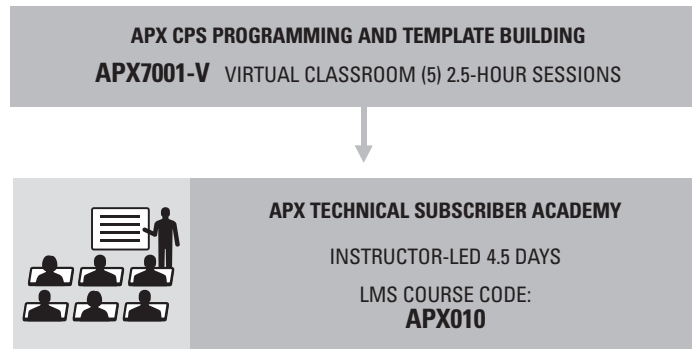 APX CPS PROGRAMMING AND TEMPLATE BUILDING
APX7001-V VIRTUAL CLASSROOM (5) 2.5-HOUR SESSIONS
APX TECHNICAL SUBSCRIBER ACADEMY
INSTRUCTOR-LED 4.5 DAYS
LMS COURSE CODE:
APX010